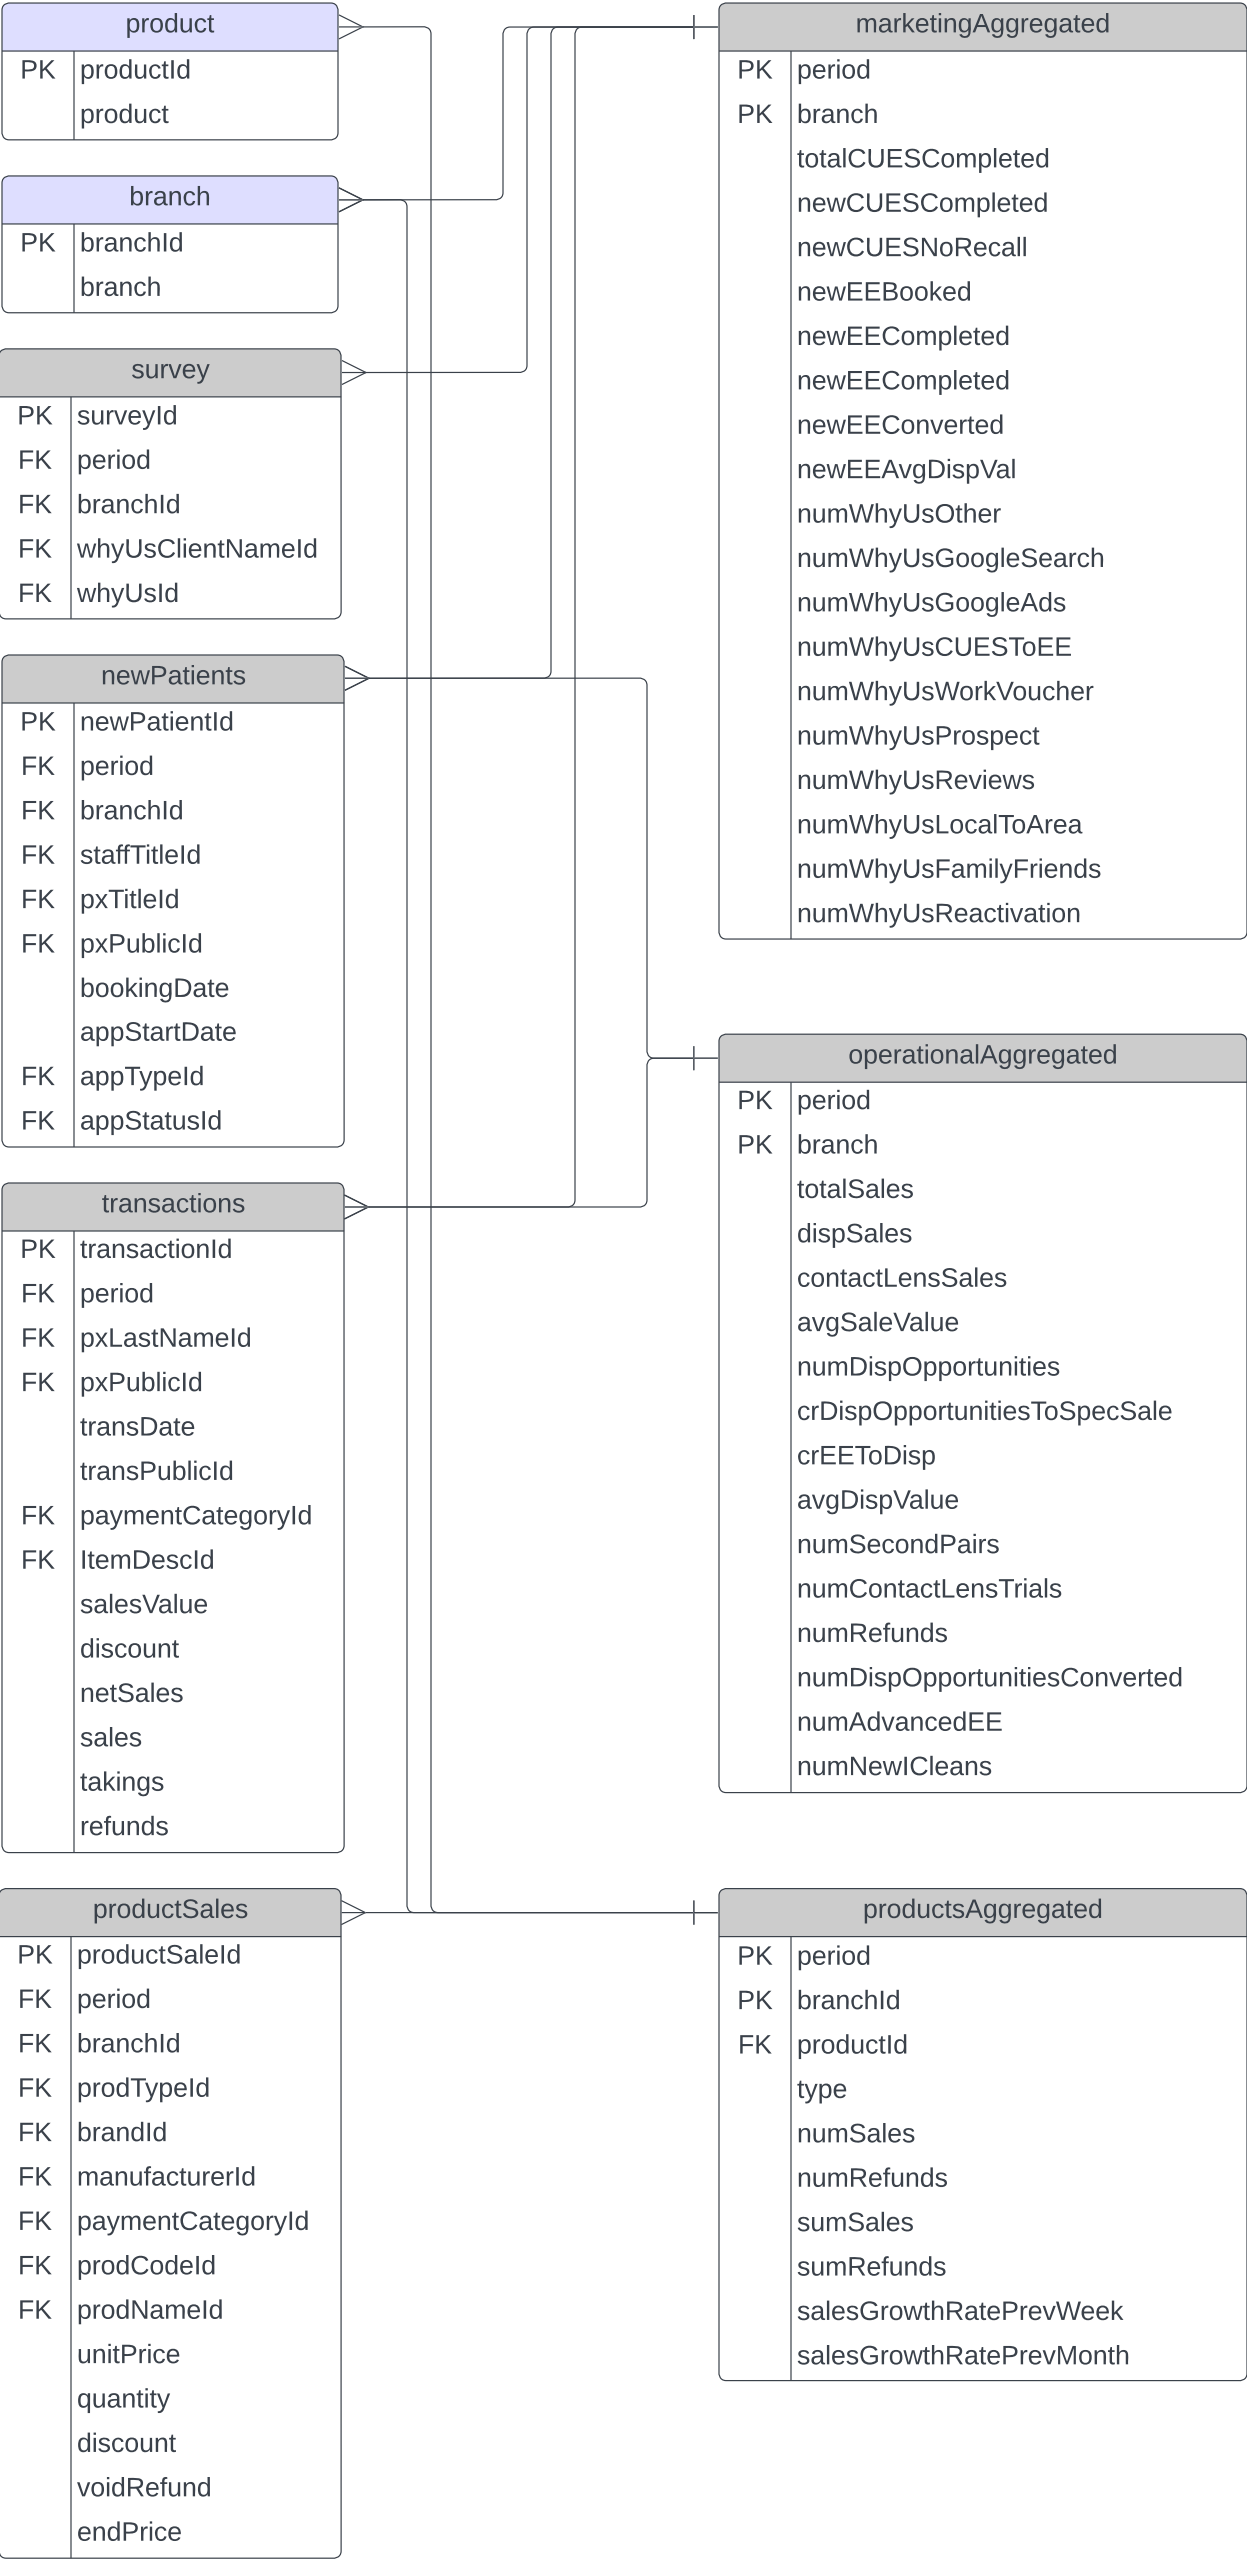 product
PK productId
product
branch
PK branchId
branch
survey
PK surveyId
FK period
FK branchId
FK whyUsClientNameId
FK whyUsId
newPatients
PK newPatientId
FK period
FK branchId
FK staffTitleId
FK pxTitleId
FK pxPublicId
bookingDate
appStartDate
FK appTypeId
FK appStatusId
transactions
PK transactionId
FK period
FK pxLastNameId
FK pxPublicId
transDate
transPublicId
FK paymentCategoryId
FK ItemDescId
salesValue
discount
netSales
sales
takings
refunds
productSales
PK productSaleId
FK period
FK branchId
FK prodTypeId
FK brandId
FK manufacturerId
FK paymentCategoryId
FK prodCodeId
FK prodNameId
unitPrice
quantity
discount
voidRefund
endPrice
marketingAggregated
PK period
PK branch
totalCUESCompleted
newCUESCompleted
newCUESNoRecall
newEEBooked
newEECompleted
newEECompleted
newEEConverted
newEEAvgDispVal
numWhyUsOther
numWhyUsGoogleSearch
numWhyUsGoogleAds
numWhyUsCUESToEE
numWhyUsWorkVoucher
numWhyUsProspect
numWhyUsReviews
numWhyUsLocalToArea
numWhyUsFamilyFriends
numWhyUsReactivation
operationalAggregated
PK period
PK branch
totalSales
dispSales
contactLensSales
avgSaleValue
numDispOpportunities
crDispOpportunitiesToSpecSale
crEEToDisp
avgDispValue
numSecondPairs
numContactLensTrials
numRefunds
numDispOpportunitiesConverted
numAdvancedEE
numNewICleans
productsAggregated
PK period
PK branchId
FK productId
type
numSales
numRefunds
sumSales
sumRefunds
salesGrowthRatePrevWeek
salesGrowthRatePrevMonth